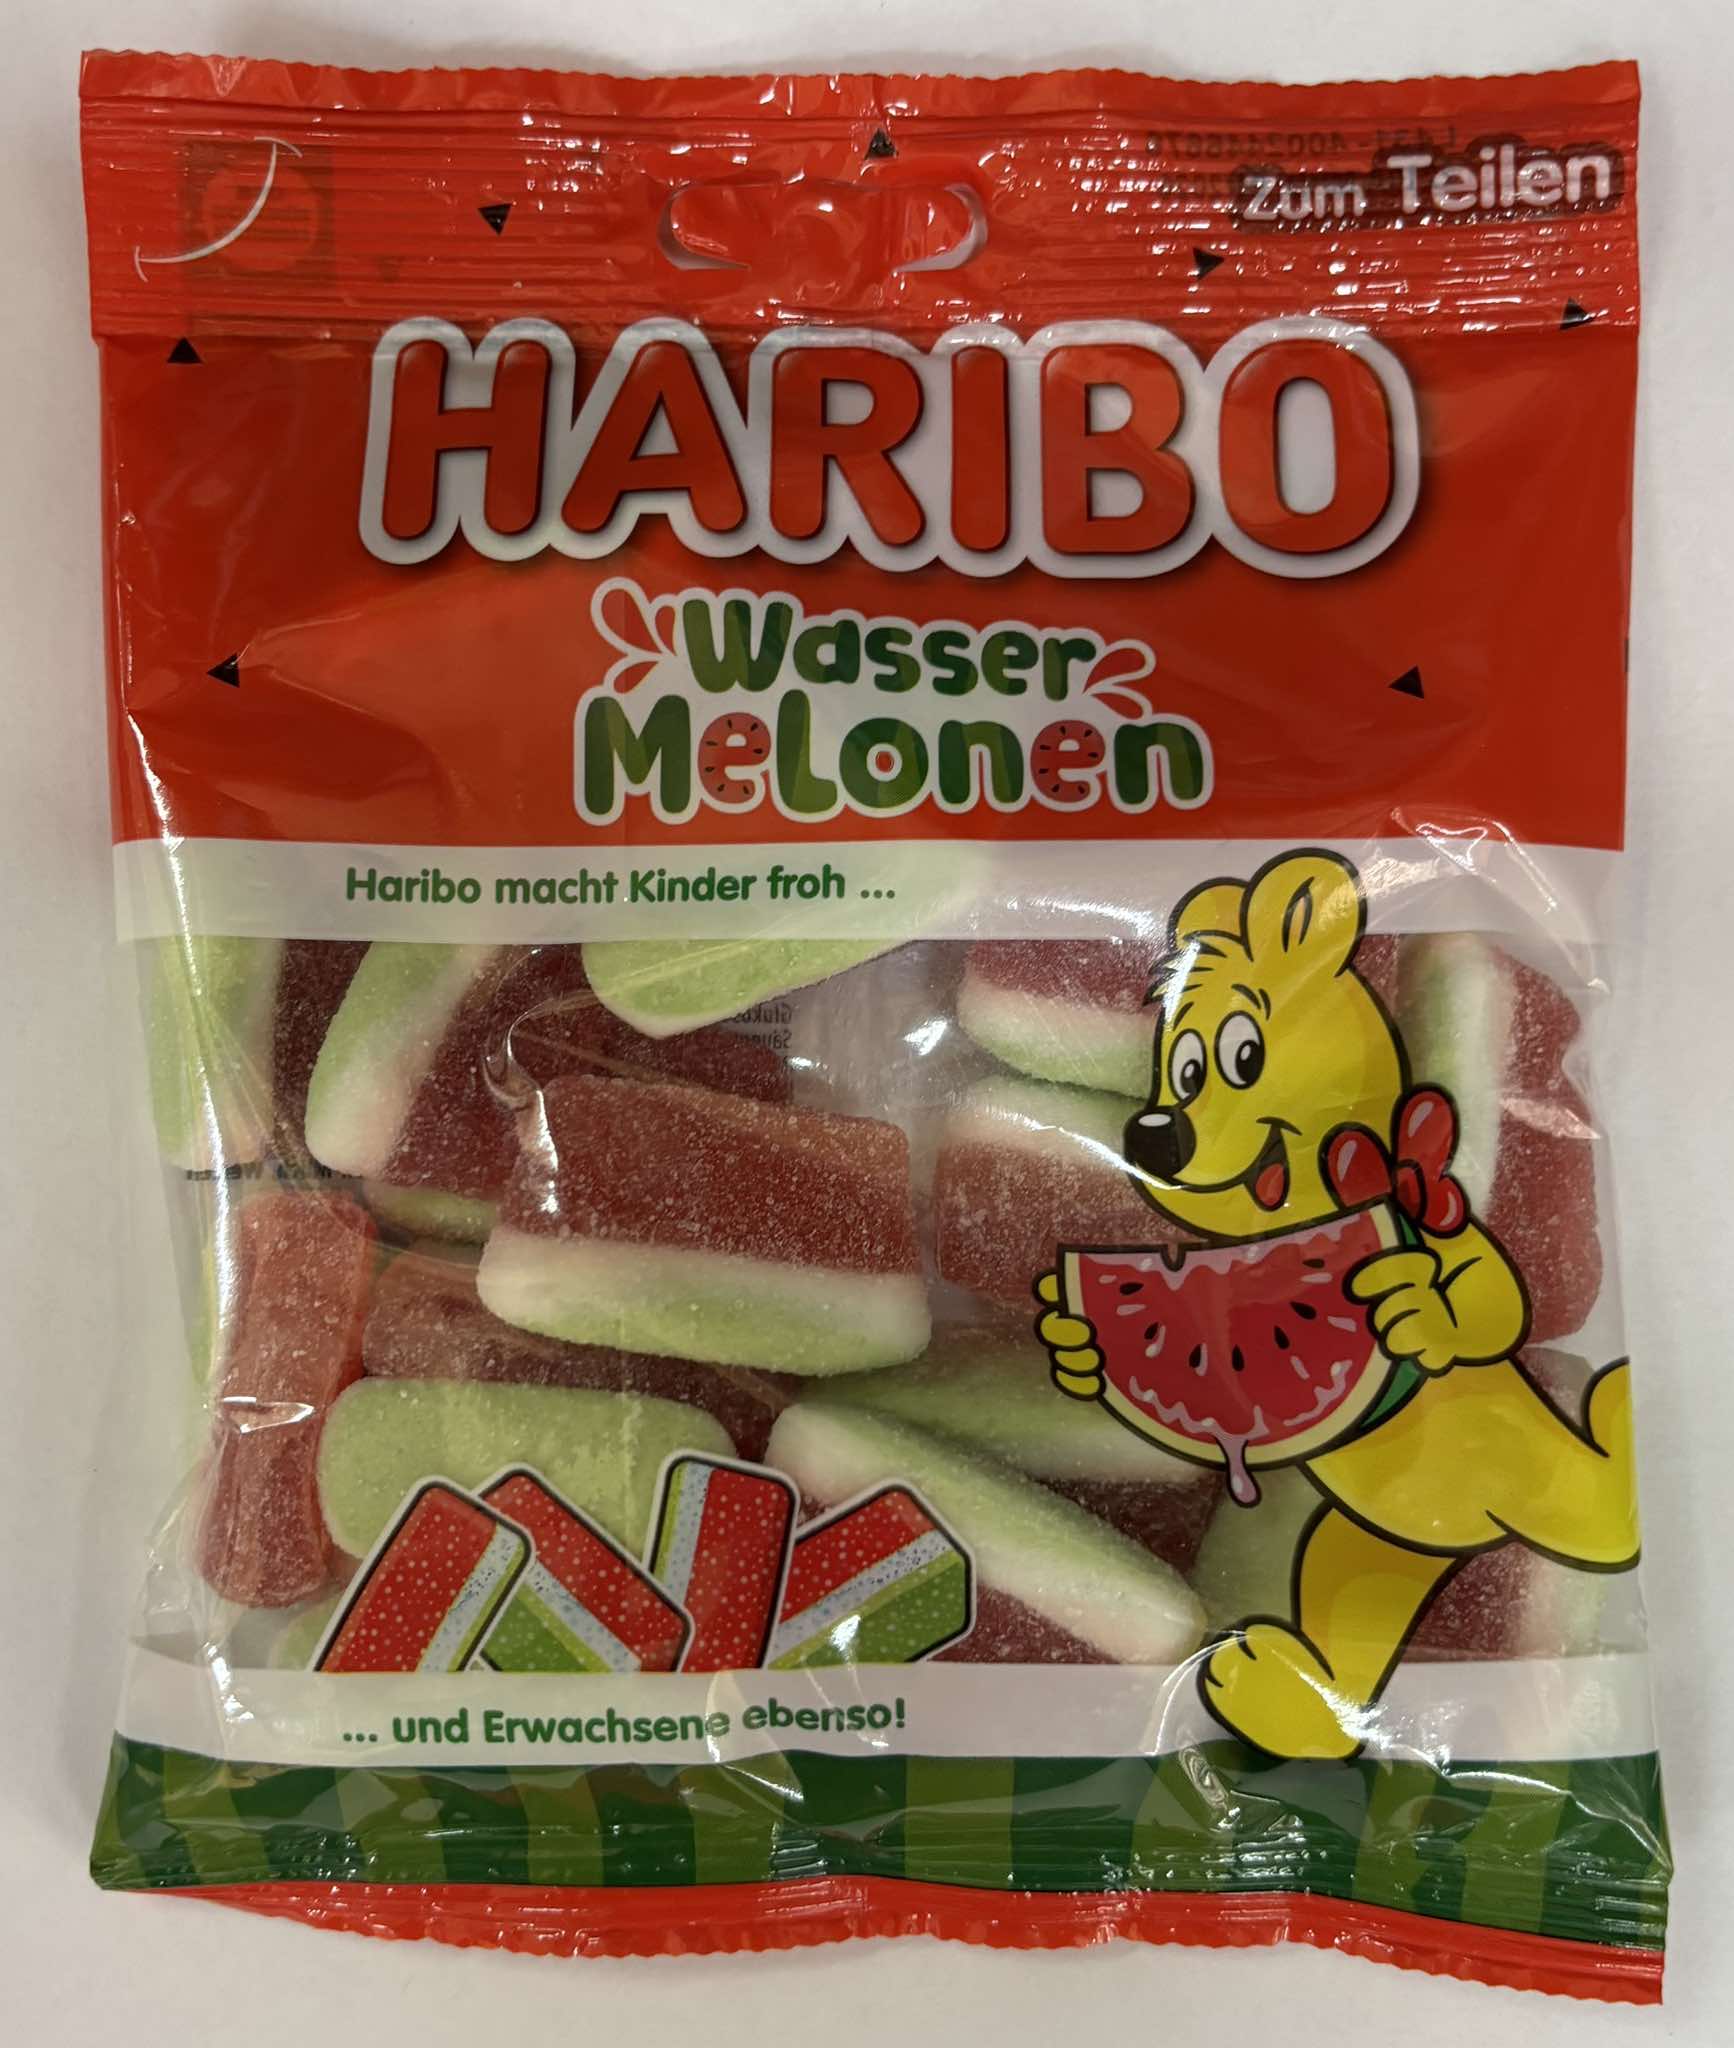 Zum Teilen
HARIBO
Wasser
Melonen
Haribo macht Kinder froh ...
... und Erwachsene ebenso!